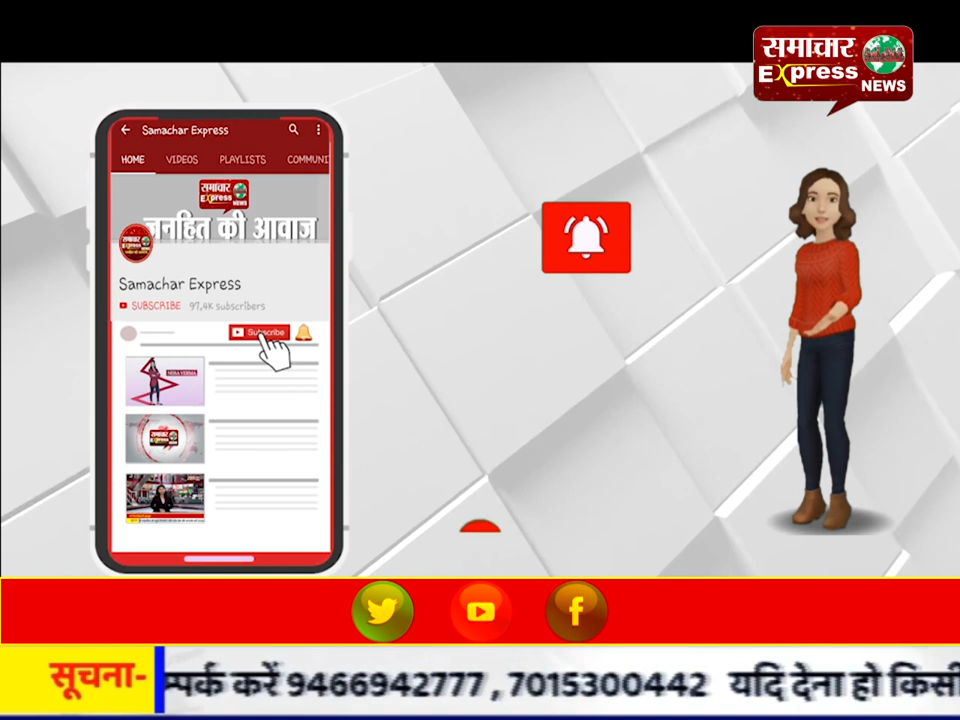 समाचार
Express
NEWS
Samachar Express
HOME VIDEOS PLAYLISTS COMMUNI
समाचार
Express
NEWS
जनहित की आवाज
Samachar Express
SUBSCRIBE 97.4K subscribers
Subscribe
सूचना- म्पर्क करें 9466942777 , 7015300442 यदि देना हो किसी